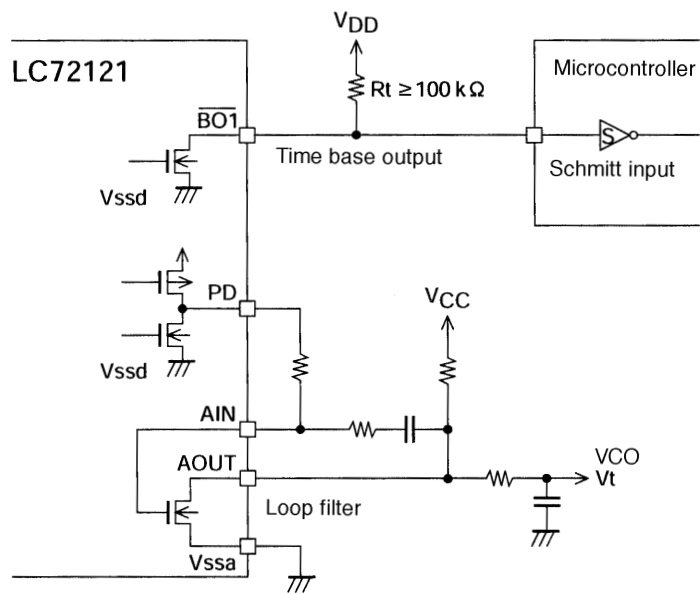 VDD
LC72121
Microcontroller
Rt ≥ 100 kΩ
BO1
S
Time base output
Schmitt input
Vssd
PD
VCC
Vssd
AIN
AOUT
VCO
Vt
Loop filter
Vssa